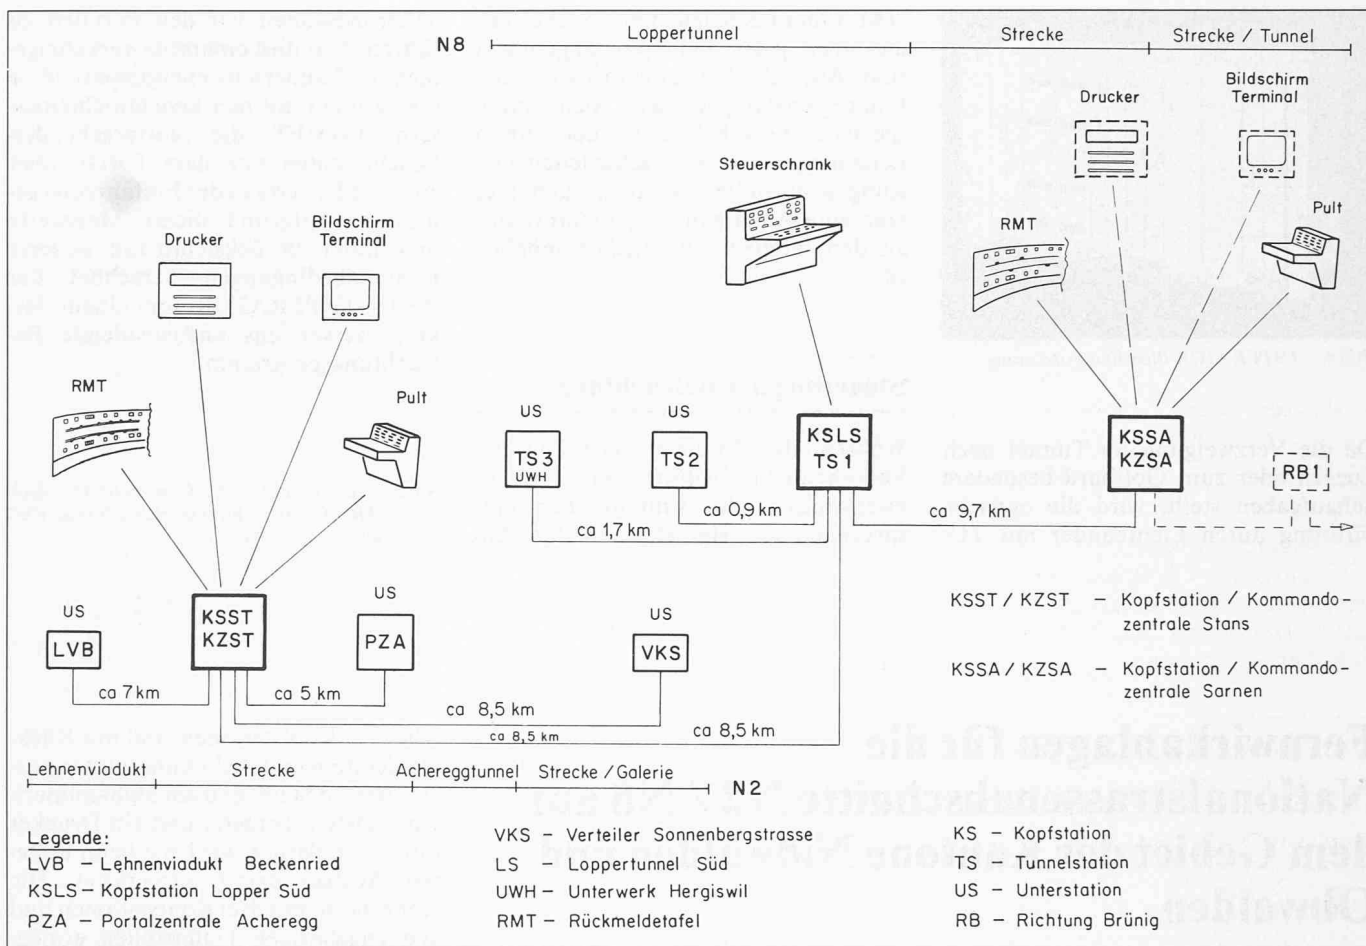 N8
Loppertunnel
Strecke
Strecke / Tunnel
Drucker
Bildschirm
Terminal
Steuerschrank
RMT
Pult
Drucker
Bildschirm
Terminal
RMT
Pult
US
TS3
UWH
US
TS2
KSLS
TS1
KSSA
KZSA
RB1
ca 0,9 km
ca 1,7 km
ca 9,7 km
US
LVB
KSST
KZST
US
PZA
US
VKS
ca 7 km
ca 5 km
ca 8,5 km
ca 8,5 km
ca 8,5 km
KSST / KZST – Kopfstation / Kommando-
zentrale Stans
KSSA / KZSA – Kopfstation / Kommando-
zentrale Sarnen
Lehnenviadukt
Strecke
Achereggtunnel
Strecke / Galerie
N2
Legende:
LVB – Lehnenviadukt Beckenried
KSLS – Kopfstation Lopper Süd
PZA – Portalzentrale Acheregg
VKS – Verteiler Sonnenbergstrasse
LS – Loppertunnel Süd
UWH – Unterwerk Hergiswil
RMT – Rückmeldetafel
KS – Kopfstation
TS – Tunnelstation
US – Unterstation
RB – Richtung Brünig